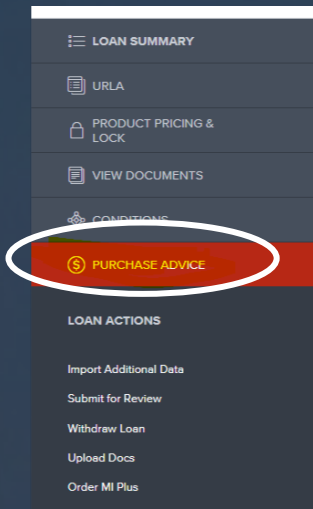 LOAN SUMMARY
URLA
PRODUCT PRICING &
LOCK
VIEW DOCUMENTS
CONDITIONS
PURCHASE ADVICE
LOAN ACTIONS
Import Additional Data
Submit for Review
Withdraw Loan
Upload Docs
Order MI Plus